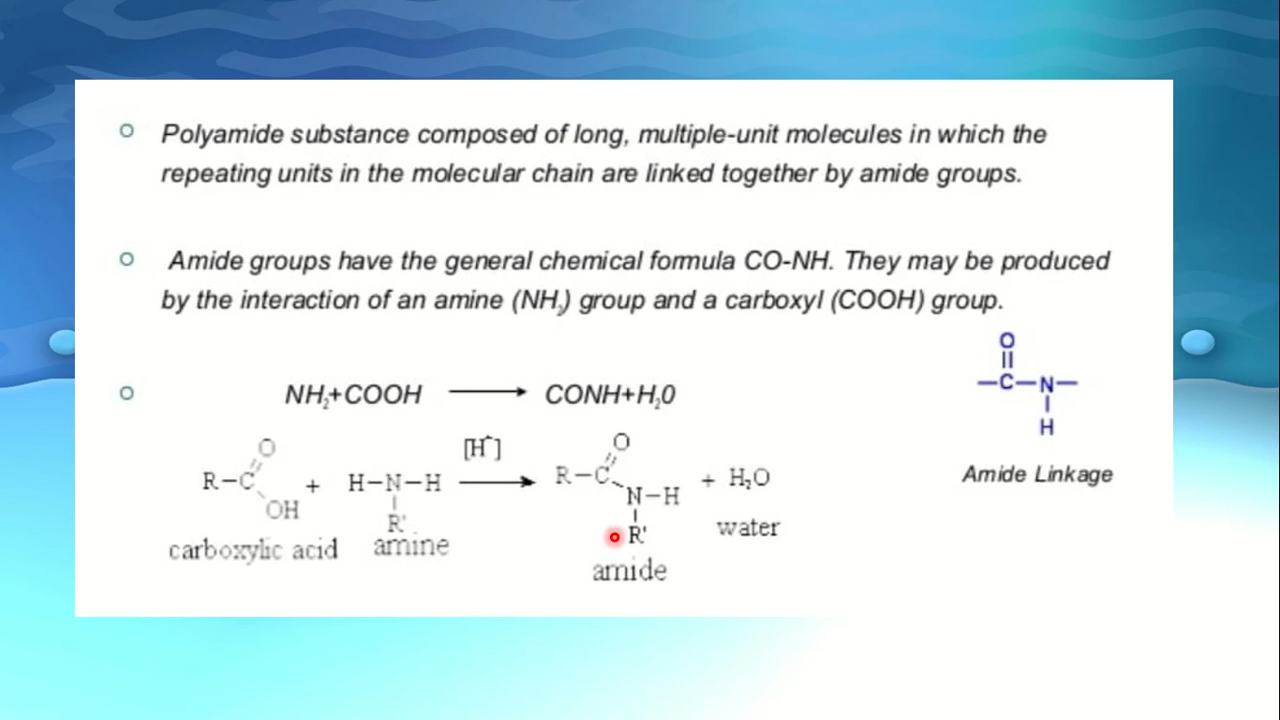 Polyamide substance composed of long, multiple-unit molecules in which the
repeating units in the molecular chain are linked together by amide groups.
Amide groups have the general chemical formula CO-NH. They may be produced
by the interaction of an amine (NH₂) group and a carboxyl (COOH) group.
NH₂+COOH ⟶ CONH+H₂0
O
||
—C—N—
|
H
Amide Linkage
[H⁺]
O
R–C
OH
+
H–N–H
|
R'
⟶
O
R–C
N–H
|
R'
+ H₂O
carboxylic acid
amine
amide
water